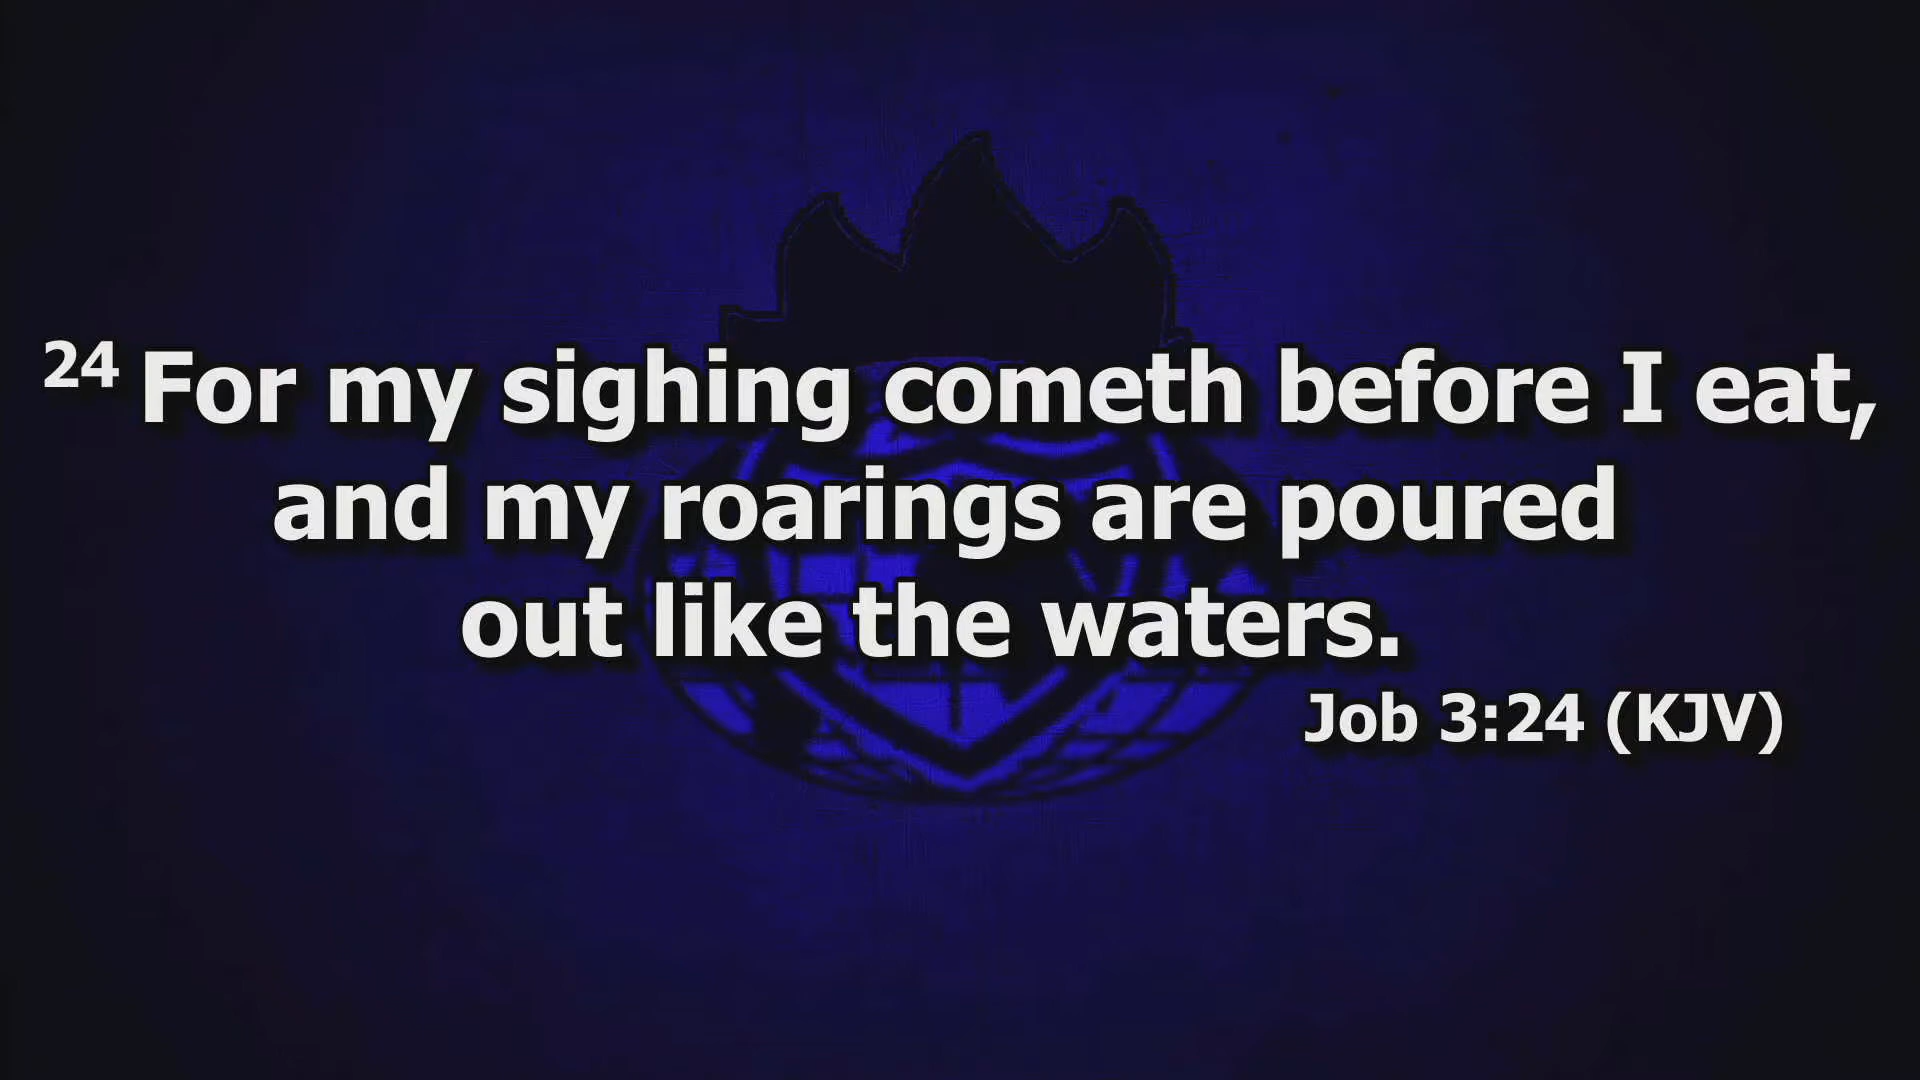 24 For my sighing cometh before I eat,
and my roarings are poured
out like the waters.
Job 3:24 (KJV)